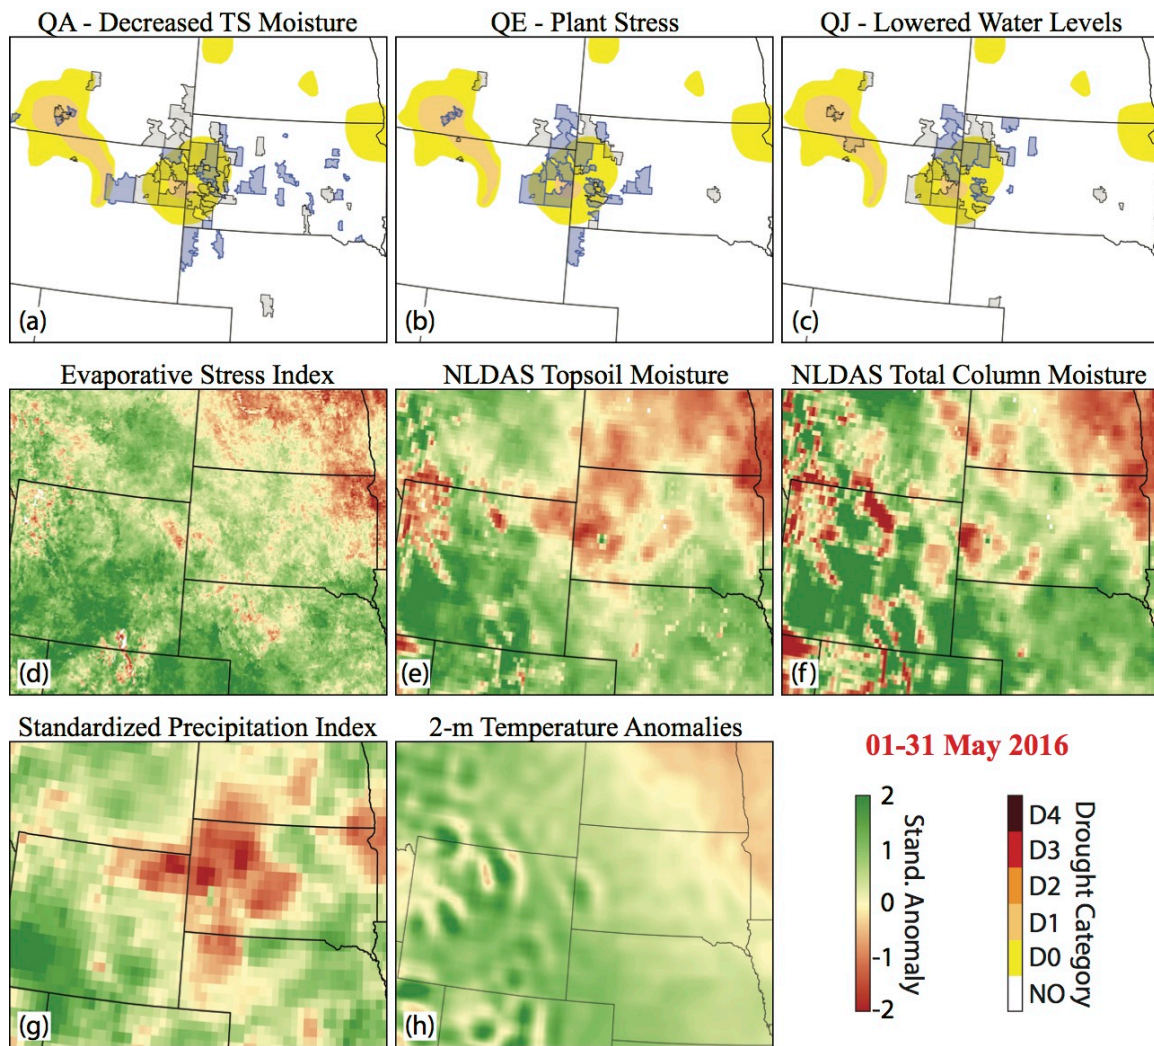 QA - Decreased TS Moisture
QE - Plant Stress
QJ - Lowered Water Levels
(a)
(b)
(c)
Evaporative Stress Index
NLDAS Topsoil Moisture
NLDAS Total Column Moisture
(d)
(e)
(f)
Standardized Precipitation Index
2-m Temperature Anomalies
(g)
(h)
01-31 May 2016
2
1
0
-1
-2
Stand. Anomaly
D4
D3
D2
D1
D0
NO
Drought Category